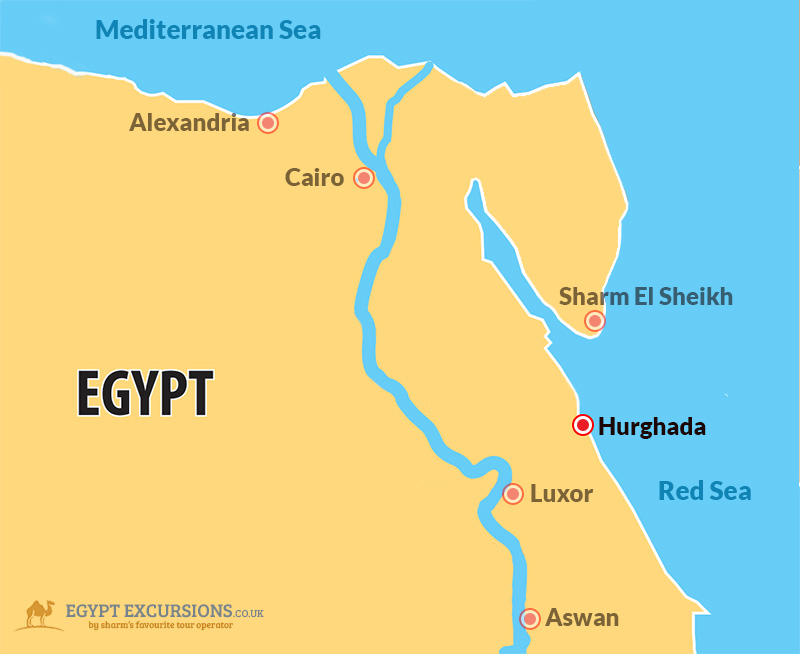 Mediterranean Sea
Alexandria
Cairo
Sharm El Sheikh
EGYPT
Hurghada
Red Sea
Luxor
EGYPT EXCURSIONS.CO.UK
by sharm's favourite tour operator
Aswan